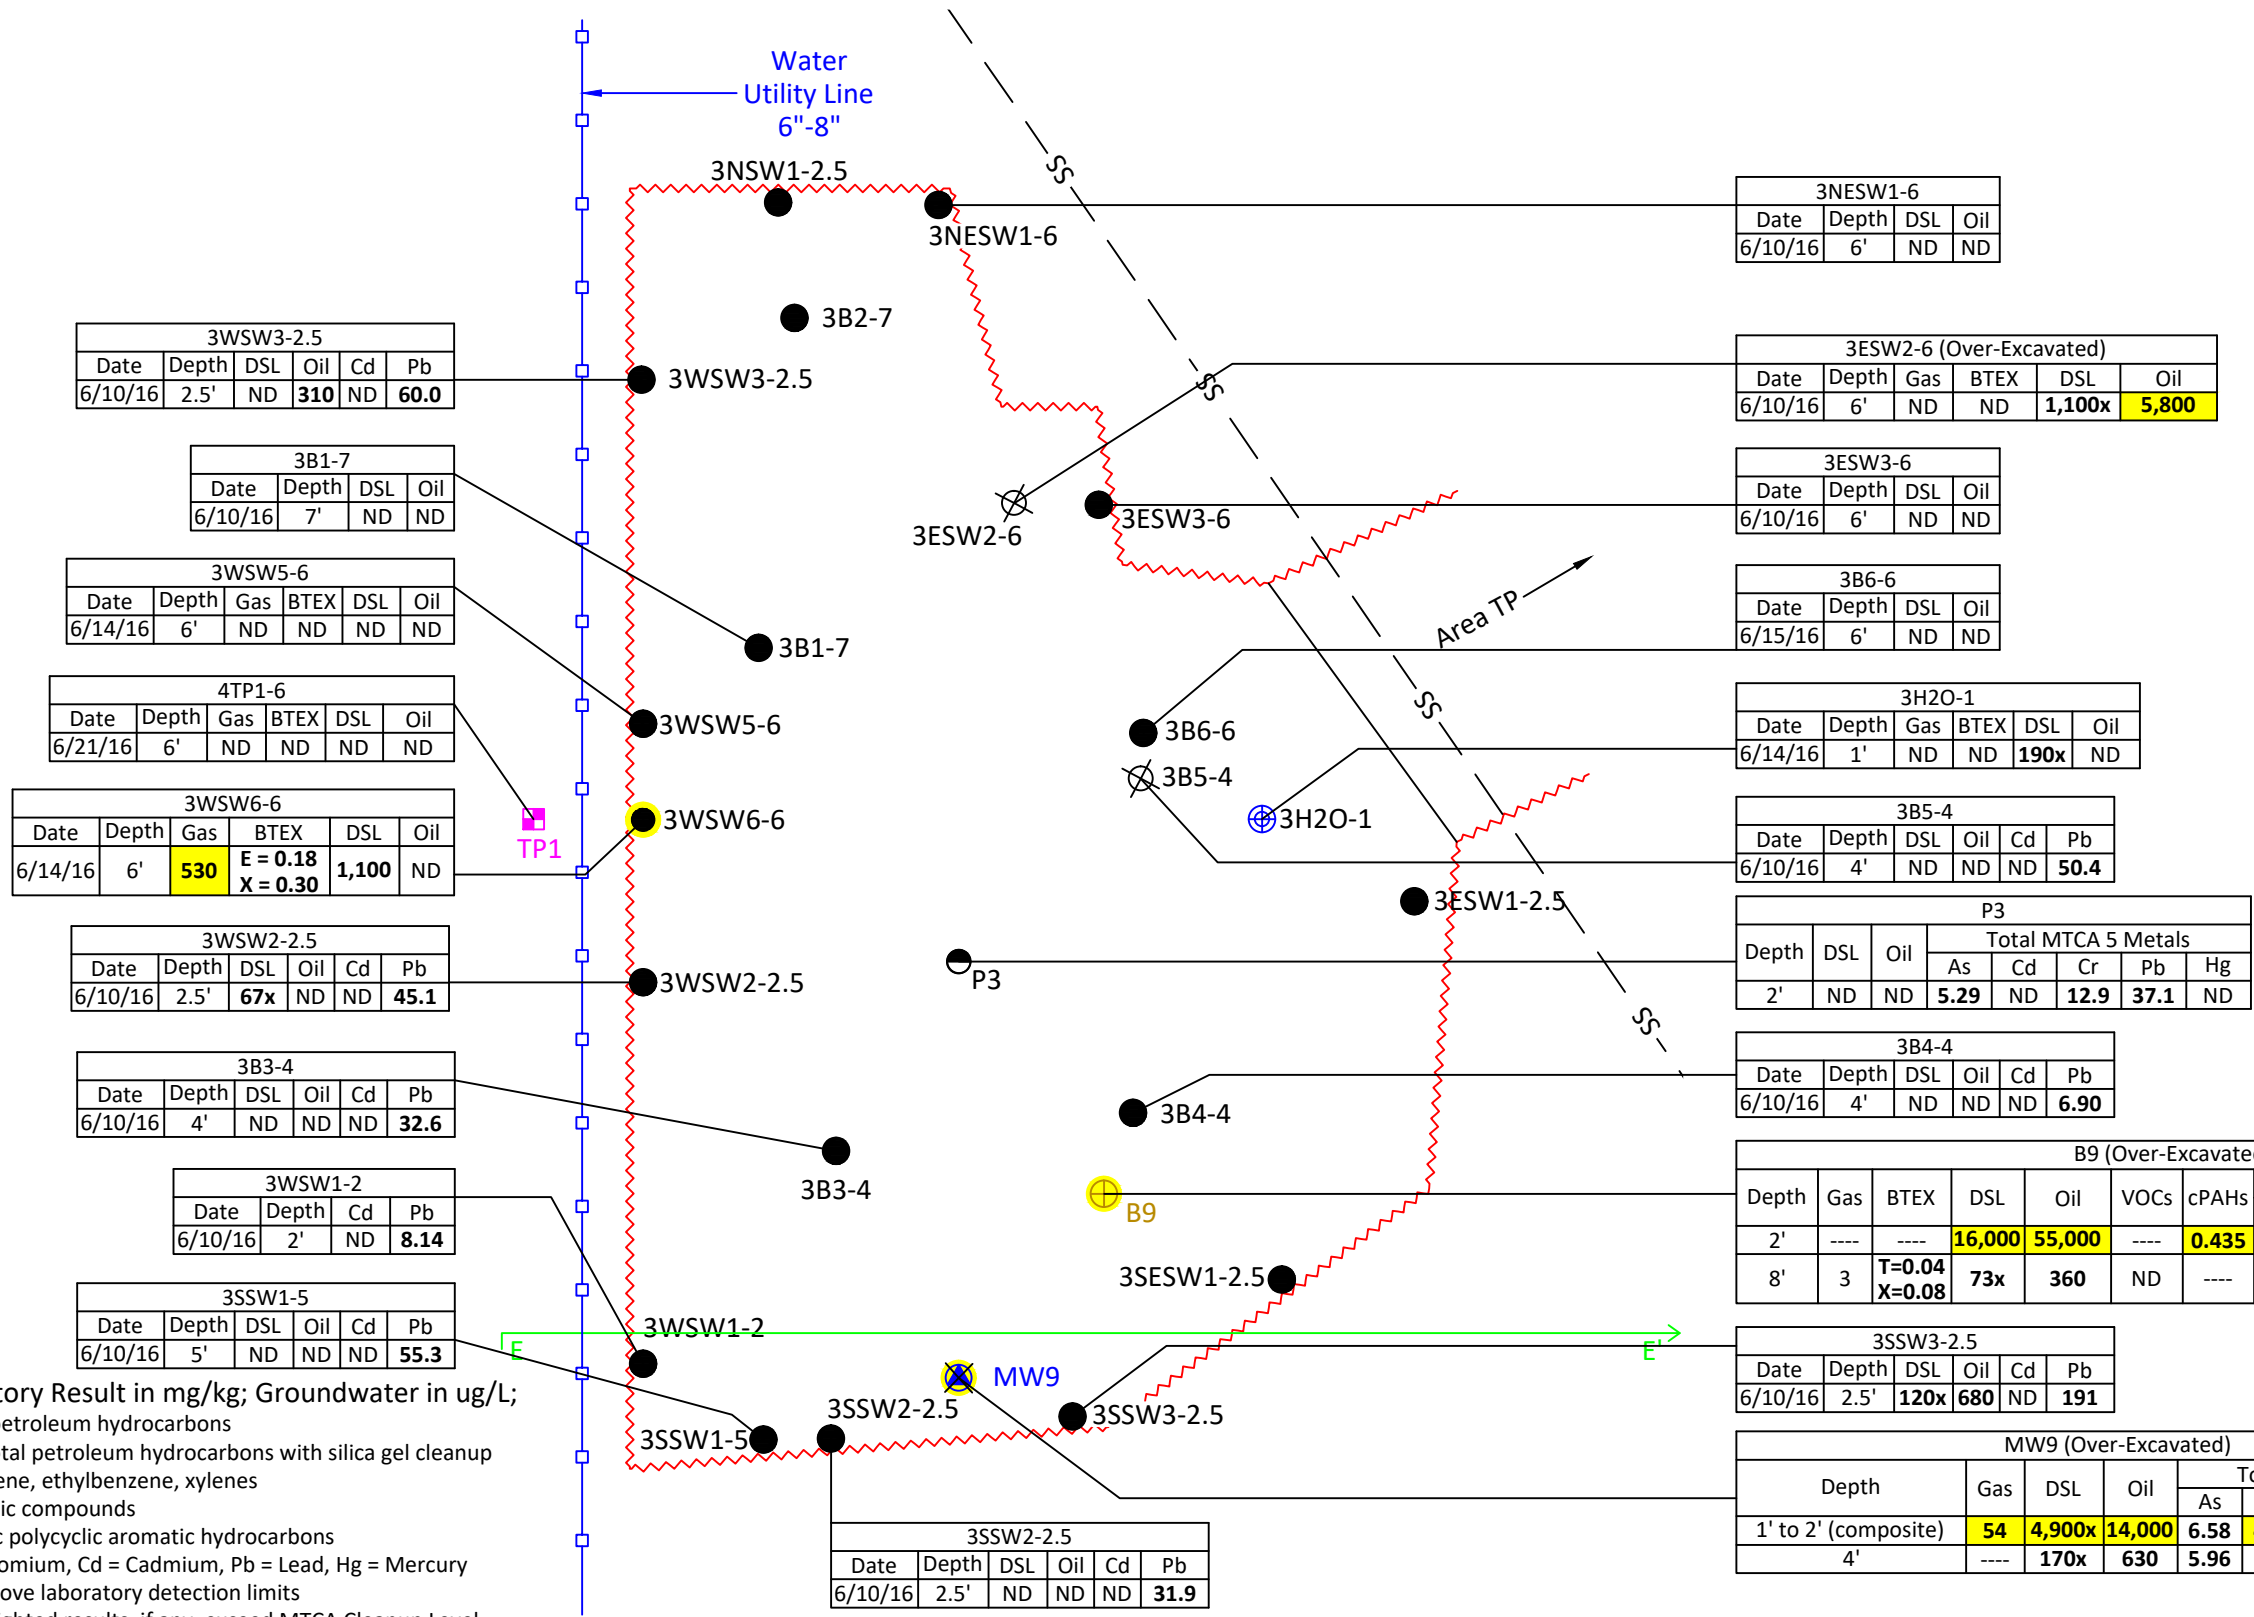 Water
Utility Line
6"-8"
3NSW1-2.5
3NESW1-6
3B2-7
3WSW3-2.5
3ESW2-6
3ESW3-6
3B1-7
3WSW5-6
3WSW6-6
TP1
3B6-6
3B5-4
3H2O-1
3ESW1-2.5
P3
3WSW2-2.5
3B4-4
3B3-4
B9
3SESW1-2.5
3WSW1-2
E
E'
MW9
3SSW2-2.5
3SSW3-2.5
3SSW1-5
Area TP
SS
SS
SS
SS
3WSW3-2.5
Date Depth DSL Oil Cd Pb
6/10/16 2.5' ND 310 ND 60.0
3B1-7
Date Depth DSL Oil
6/10/16 7' ND ND
3WSW5-6
Date Depth Gas BTEX DSL Oil
6/14/16 6' ND ND ND ND
4TP1-6
Date Depth Gas BTEX DSL Oil
6/21/16 6' ND ND ND ND
3WSW6-6
Date Depth Gas BTEX DSL Oil
6/14/16 6' 530 E = 0.18 X = 0.30 1,100 ND
3WSW2-2.5
Date Depth DSL Oil Cd Pb
6/10/16 2.5' 67x ND ND 45.1
3B3-4
Date Depth DSL Oil Cd Pb
6/10/16 4' ND ND ND 32.6
3WSW1-2
Date Depth Cd Pb
6/10/16 2' ND 8.14
3SSW1-5
Date Depth DSL Oil Cd Pb
6/10/16 5' ND ND ND 55.3
tory Result in mg/kg; Groundwater in ug/L;
petroleum hydrocarbons
tal petroleum hydrocarbons with silica gel cleanup
ene, ethylbenzene, xylenes
ic compounds
c polycyclic aromatic hydrocarbons
omium, Cd = Cadmium, Pb = Lead, Hg = Mercury
ove laboratory detection limits
3SSW2-2.5
Date Depth DSL Oil Cd Pb
6/10/16 2.5' ND ND ND 31.9
3NESW1-6
Date Depth DSL Oil
6/10/16 6' ND ND
3ESW2-6 (Over-Excavated)
Date Depth Gas BTEX DSL Oil
6/10/16 6' ND ND 1,100x 5,800
3ESW3-6
Date Depth DSL Oil
6/10/16 6' ND ND
3B6-6
Date Depth DSL Oil
6/15/16 6' ND ND
3H2O-1
Date Depth Gas BTEX DSL Oil
6/14/16 1' ND ND 190x ND
3B5-4
Date Depth DSL Oil Cd Pb
6/10/16 4' ND ND ND 50.4
P3
Depth DSL Oil Total MTCA 5 Metals
As Cd Cr Pb Hg
2' ND ND 5.29 ND 12.9 37.1 ND
3B4-4
Date Depth DSL Oil Cd Pb
6/10/16 4' ND ND ND 6.90
B9 (Over-Excavate
Depth Gas BTEX DSL Oil VOCs cPAHs
2' ---- ---- 16,000 55,000 ---- 0.435
8' 3 T=0.04 X=0.08 73x 360 ND ----
3SSW3-2.5
Date Depth DSL Oil Cd Pb
6/10/16 2.5' 120x 680 ND 191
MW9 (Over-Excavated)
Depth Gas DSL Oil To
As
1' to 2' (composite) 54 4,900x 14,000 6.58
4' ---- 170x 630 5.96